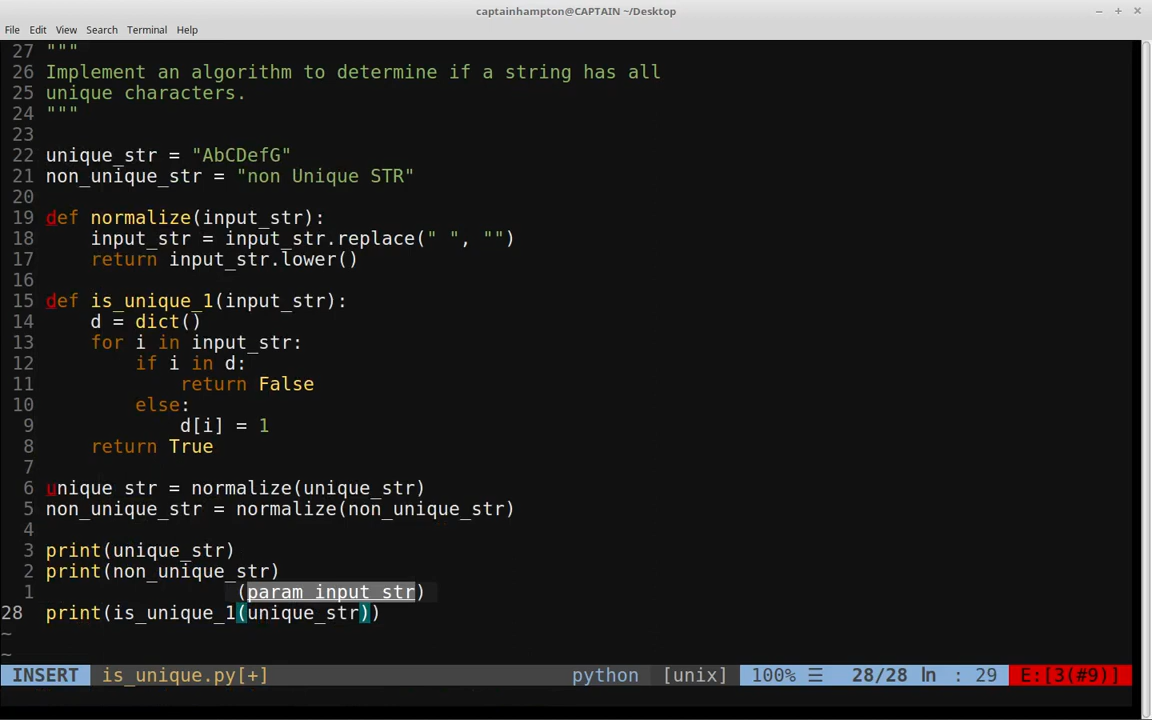 captainhampton@CAPTAIN ~/Desktop
File Edit View Search Terminal Help
27 """
26 Implement an algorithm to determine if a string has all
25 unique characters.
24 """
23
22 unique_str = "AbCDefG"
21 non_unique_str = "non Unique STR"
20
19 def normalize(input_str):
18     input_str = input_str.replace(" ", "")
17     return input_str.lower()
16
15 def is_unique_1(input_str):
14     d = dict()
13     for i in input_str:
12         if i in d:
11             return False
10         else:
9             d[i] = 1
8     return True
7
6 unique str = normalize(unique_str)
5 non_unique_str = normalize(non_unique_str)
4
3 print(unique_str)
2 print(non_unique_str)
1 (param input_str)
28 print(is_unique_1(unique_str))
~
~
INSERT is_unique.py[+] python [unix] 100% ☰ 28/28 ln : 29 E:[3(#9)]